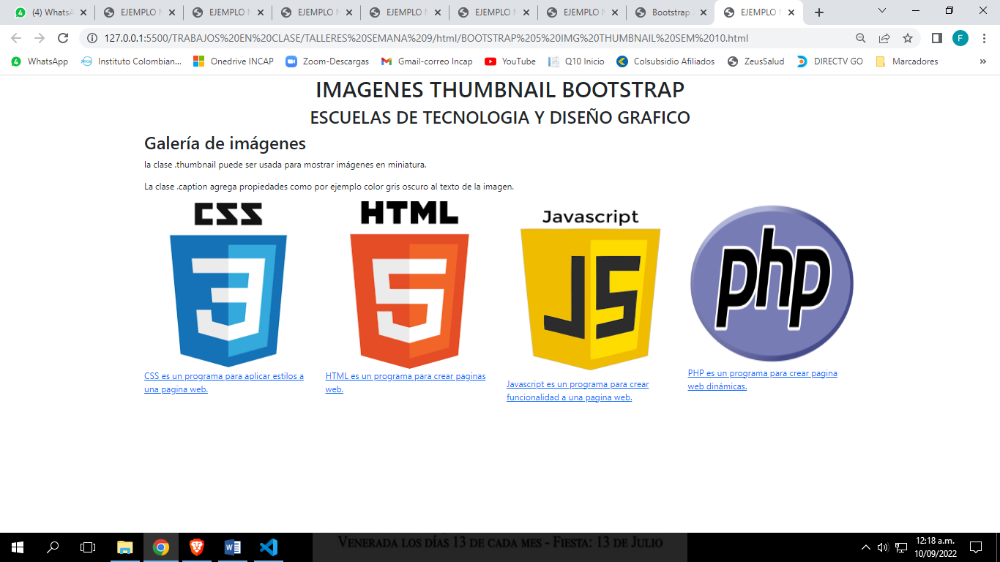 (4) WhatsA
EJEMPLO
EJEMPLO
EJEMPLO
EJEMPLO
EJEMPLO
EJEMPLO
Bootstrap
EJEMPLO
127.0.0.1:5500/TRABAJOS%20EN%20CLASE/TALLERES%20SEMANA%209/html/BOOTSTRAP%205%20IMG%20THUMBNAIL%20SEM%2010.html
F
WhatsApp
Instituto Colombian...
Onedrive INCAP
Zoom-Descargas
Gmail-correo Incap
YouTube
Q10 Inicio
Colsubsidio Afiliados
ZeusSalud
DIRECTV GO
Marcadores
»
IMAGENES THUMBNAIL BOOTSTRAP
ESCUELAS DE TECNOLOGIA Y DISEÑO GRAFICO
Galería de imágenes
la clase .thumbnail puede ser usada para mostrar imágenes en miniatura.
La clase .caption agrega propiedades como por ejemplo color gris oscuro al texto de la imagen.
CSS
3
CSS es un programa para aplicar estilos a
una pagina web.
HTML
5
HTML es un programa para crear paginas
web.
Javascript
JS
Javascript es un programa para crear
funcionalidad a una pagina web.
php
PHP es un programa para crear pagina
web dinámicas.
VENERADA LOS DÍAS 13 DE CADA MES - FIESTA: 13 DE JULIO
12:18 a.m.
10/09/2022